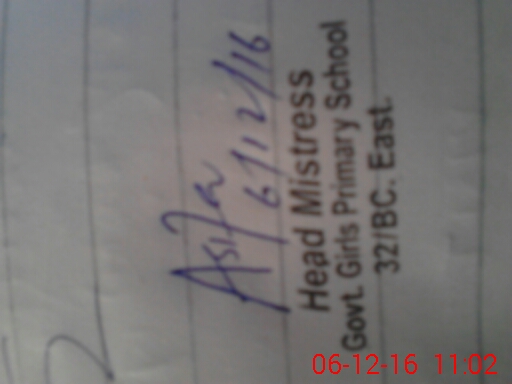 Asifa
6/12/16
Head Mistress
Govt. Girls Primary School
32/BC. East.
06-12-16 11:02